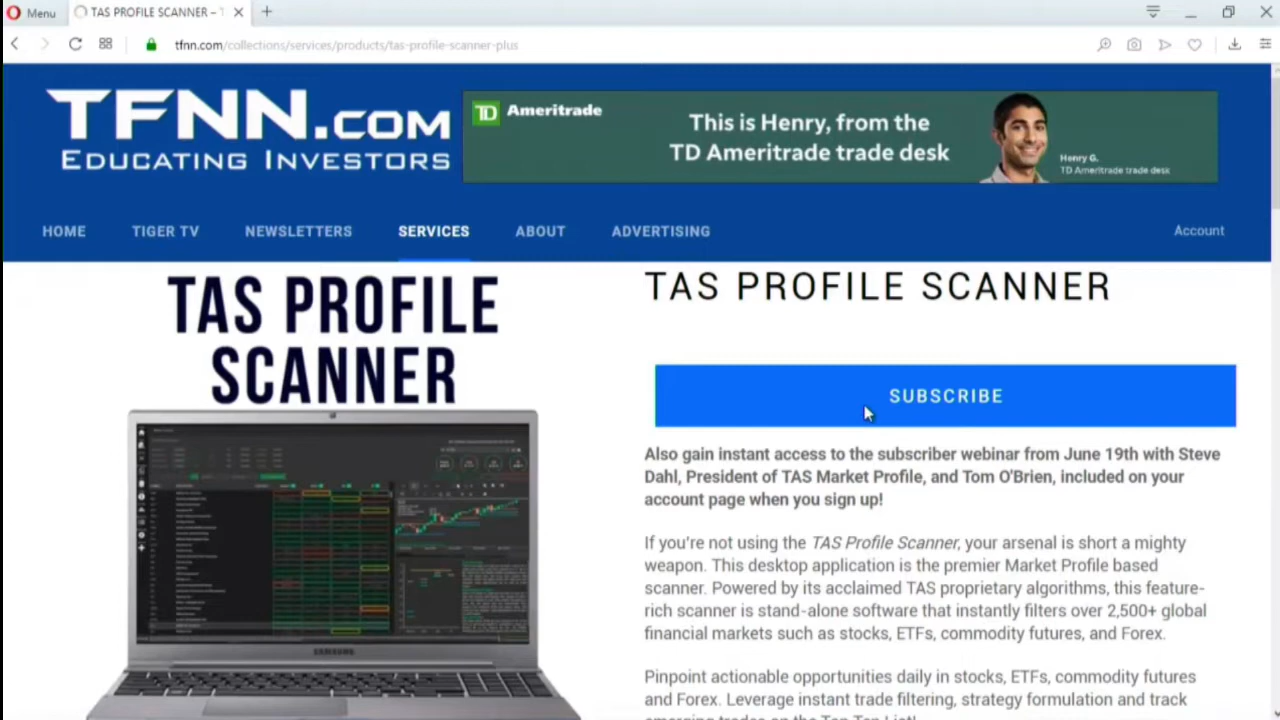 Menu
TAS PROFILE SCANNER –
tfnn.com/collections/services/products/tas-profile-scanner-plus
TFNN.COM
EDUCATING INVESTORS
TD Ameritrade
This is Henry, from the
TD Ameritrade trade desk
Henry G.
TD Ameritrade trade desk
HOME TIGER TV NEWSLETTERS SERVICES ABOUT ADVERTISING Account
TAS PROFILE
SCANNER
SAMSUNG
TAS PROFILE SCANNER
SUBSCRIBE
Also gain instant access to the subscriber webinar from June 19th with Steve
Dahl, President of TAS Market Profile, and Tom O'Brien, included on your
account page when you sign up!
If you're not using the TAS Profile Scanner, your arsenal is short a mighty
weapon. This desktop application is the premier Market Profile based
scanner. Powered by its acclaimed TAS proprietary algorithms, this feature-
rich scanner is stand-alone software that instantly filters over 2,500+ global
financial markets such as stocks, ETFs, commodity futures, and Forex.
Pinpoint actionable opportunities daily in stocks, ETFs, commodity futures
and Forex. Leverage instant trade filtering, strategy formulation and track
emerging trades on the Top Ten List!